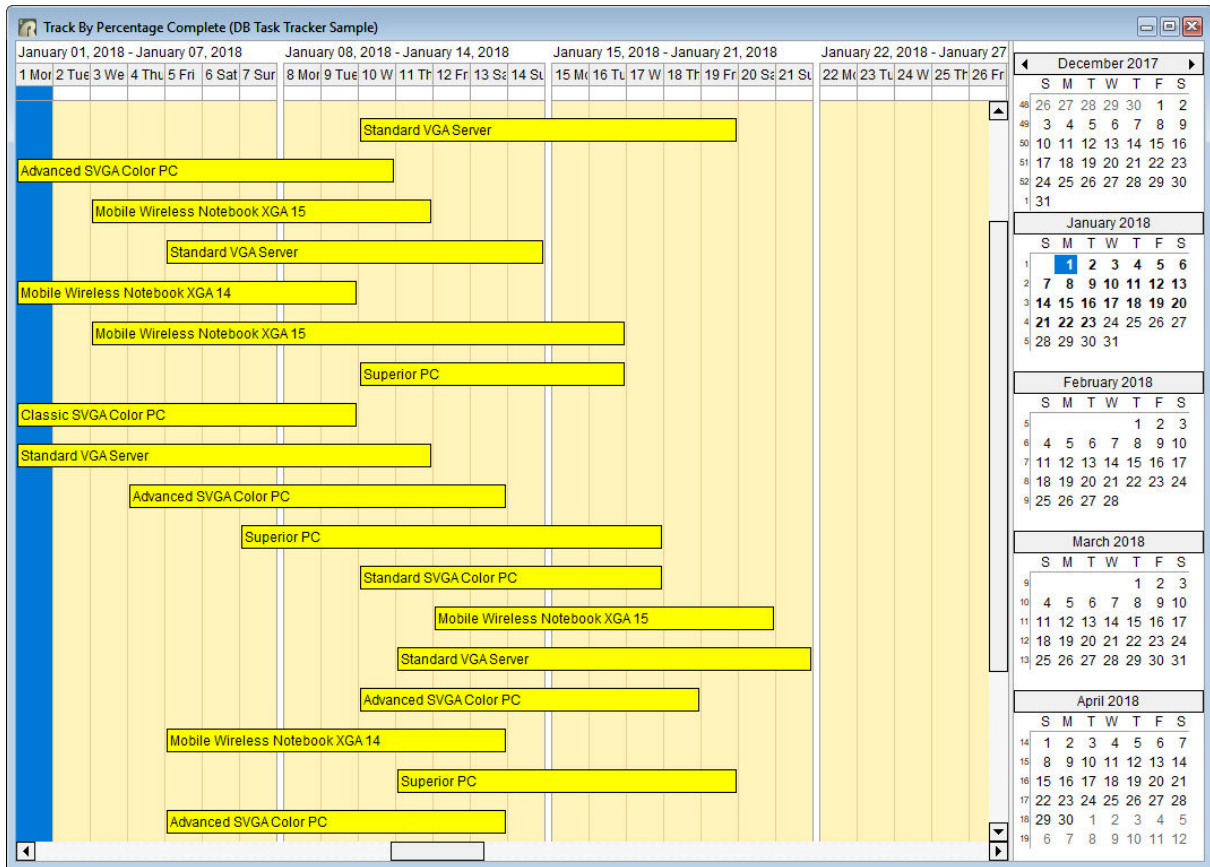 Track By Percentage Complete (DB Task Tracker Sample)
January 01, 2018 - January 07, 2018 January 08, 2018 - January 14, 2018 January 15, 2018 - January 21, 2018 January 22, 2018 - January 27
1 Mor 2 Tue 3 We 4 Thu 5 Fri 6 Sat 7 Sur 8 Mor 9 Tue 10 W 11 Th 12 Fr 13 Sa 14 Su 15 Mo 16 Tu 17 W 18 Th 19 Fr 20 Sa 21 Su 22 Mo 23 Tu 24 W 25 Th 26 Fr
Standard VGA Server
Advanced SVGA Color PC
Mobile Wireless Notebook XGA 15
Standard VGA Server
Mobile Wireless Notebook XGA 14
Mobile Wireless Notebook XGA 15
Superior PC
Classic SVGA Color PC
Standard VGA Server
Advanced SVGA Color PC
Superior PC
Standard SVGA Color PC
Mobile Wireless Notebook XGA 15
Standard VGA Server
Advanced SVGA Color PC
Mobile Wireless Notebook XGA 14
Superior PC
Advanced SVGA Color PC
December 2017
S M T W T F S
48 26 27 28 29 30 1 2
49 3 4 5 6 7 8 9
50 10 11 12 13 14 15 16
51 17 18 19 20 21 22 23
52 24 25 26 27 28 29 30
1 31
January 2018
S M T W T F S
1 1 2 3 4 5 6
2 7 8 9 10 11 12 13
3 14 15 16 17 18 19 20
4 21 22 23 24 25 26 27
5 28 29 30 31
February 2018
S M T W T F S
5 1 2 3
6 4 5 6 7 8 9 10
7 11 12 13 14 15 16 17
8 18 19 20 21 22 23 24
9 25 26 27 28
March 2018
S M T W T F S
9 1 2 3
10 4 5 6 7 8 9 10
11 11 12 13 14 15 16 17
12 18 19 20 21 22 23 24
13 25 26 27 28 29 30 31
April 2018
S M T W T F S
14 1 2 3 4 5 6 7
15 8 9 10 11 12 13 14
16 15 16 17 18 19 20 21
17 22 23 24 25 26 27 28
18 29 30 1 2 3 4 5
19 6 7 8 9 10 11 12